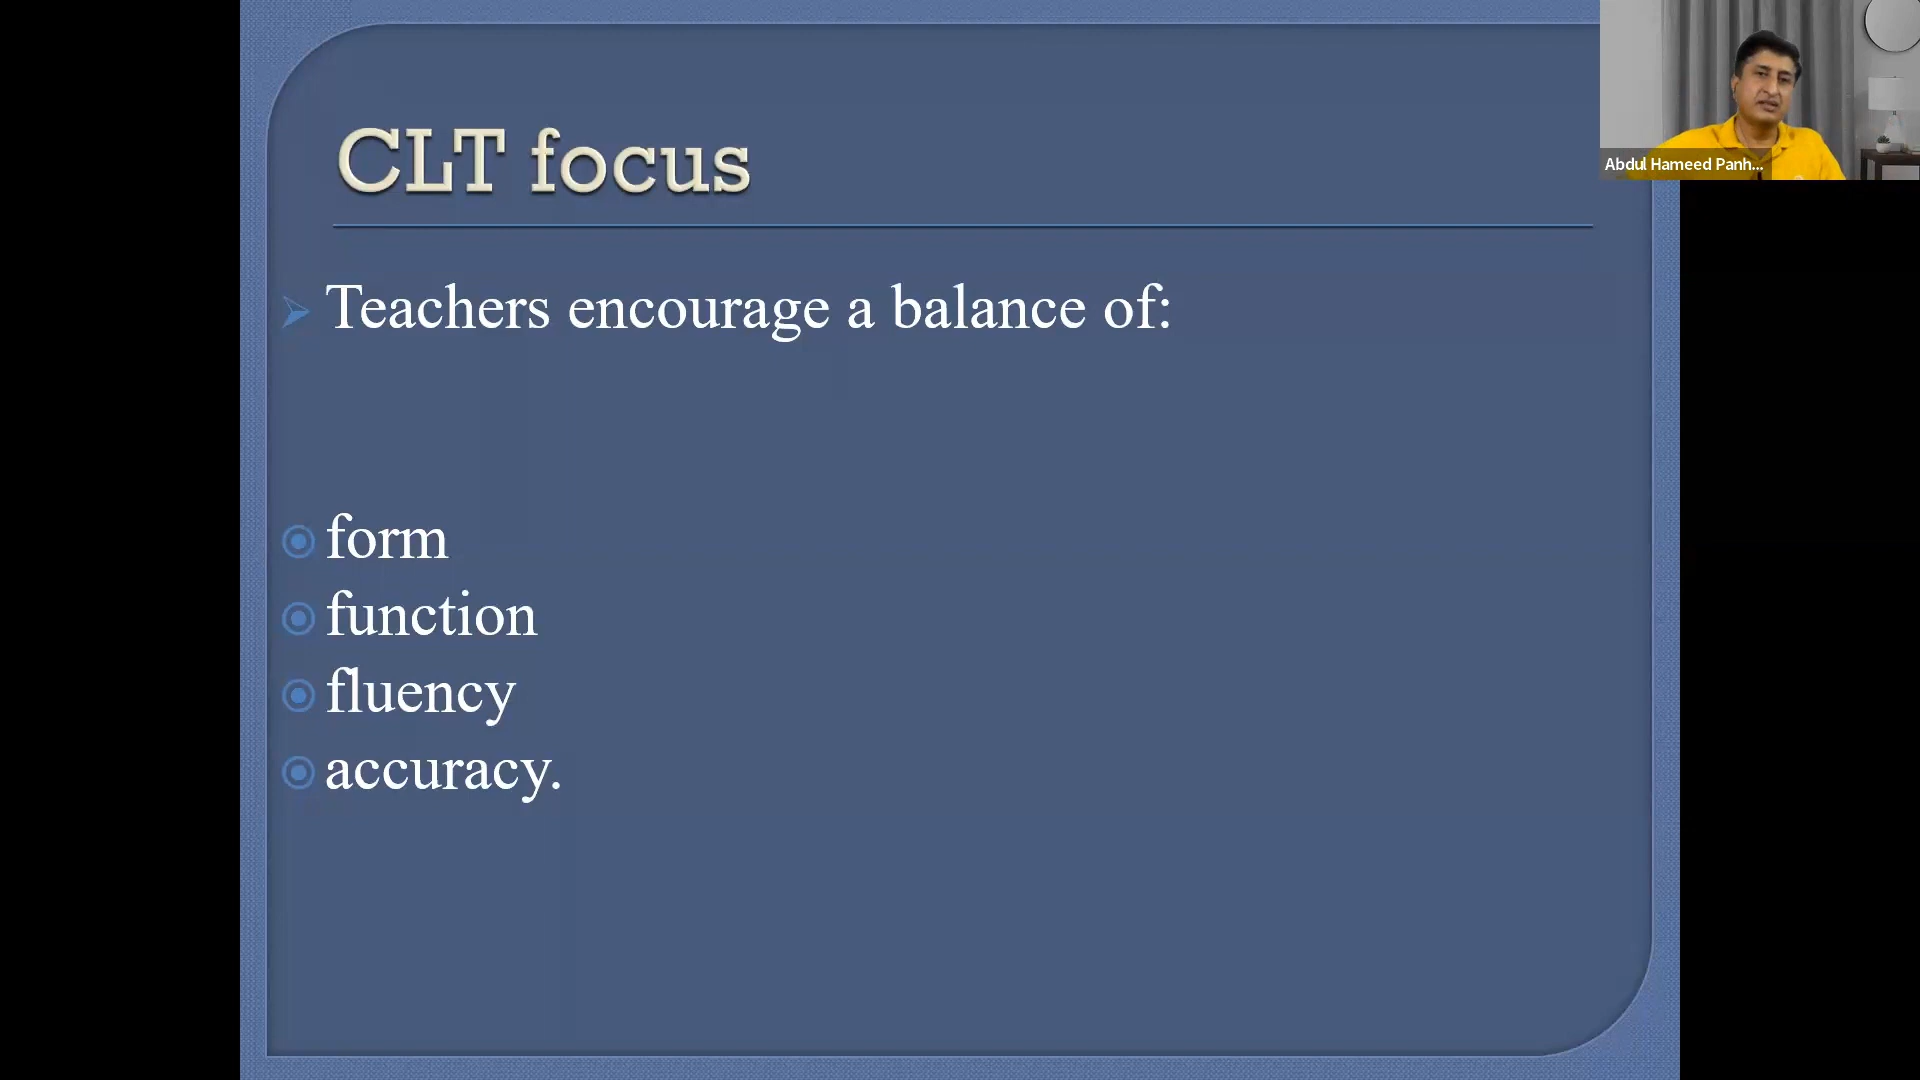 CLT focus
Teachers encourage a balance of:
form
function
fluency
accuracy.
Abdul Hameed Panh...